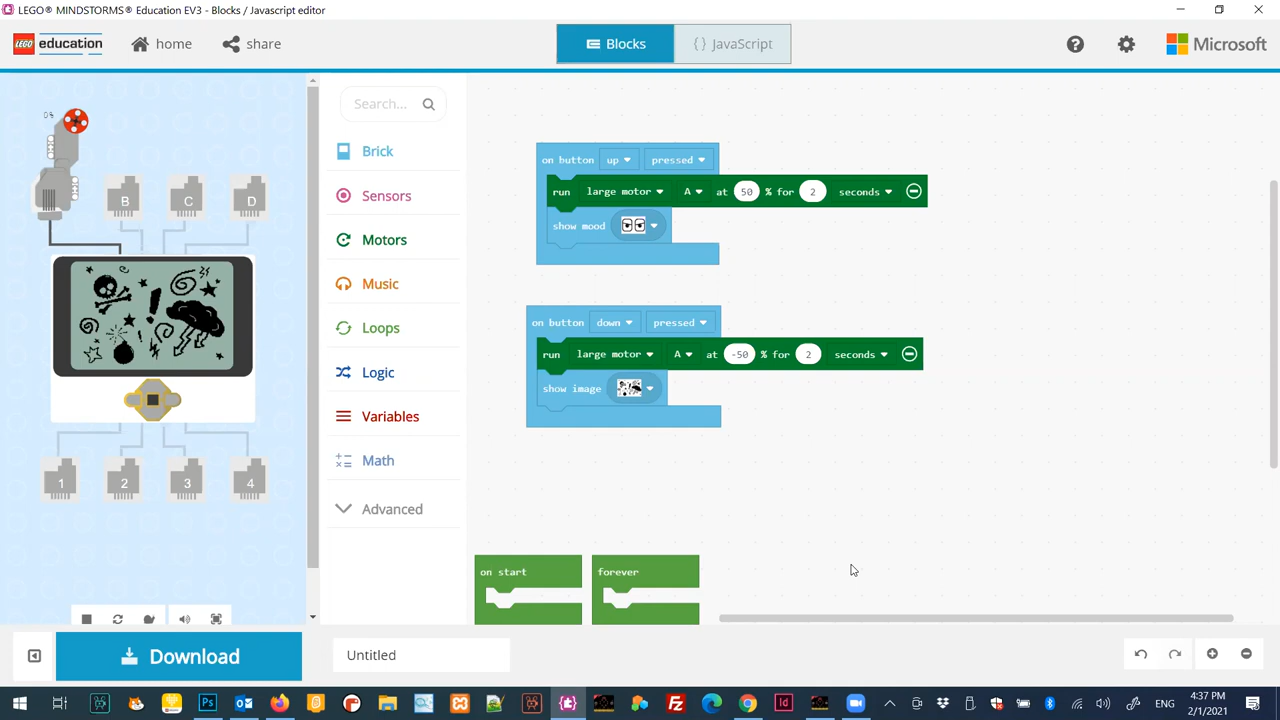 LEGO® MINDSTORMS® Education EV3 - Blocks / Javascript editor
LEGO education home share Blocks { } JavaScript ? Microsoft
Search...
Brick
Sensors
Motors
Music
Loops
Logic
Variables
Math
Advanced
B C D
1 2 3 4
on button up pressed
run large motor A at 50 % for 2 seconds
show mood
on button down pressed
run large motor A at -50 % for 2 seconds
show image
on start forever
Download Untitled
ENG 4:37 PM
2/1/2021